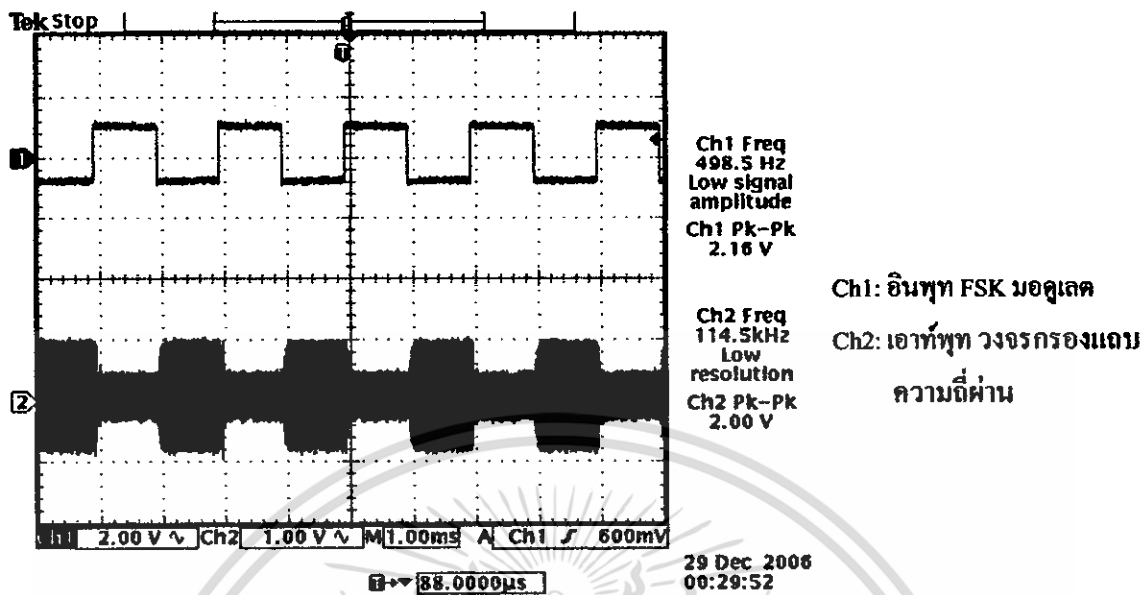 Tek Stop
T
1
Ch1 Freq
498.5 Hz
Low signal
amplitude
Ch1 Pk-Pk
2.16 V
Ch2 Freq
114.5kHz
Low
resolution
Ch2 Pk-Pk
2.00 V
2
Ch1: อินพุท FSK มอดูเลต
Ch2: เอาท์พุท วงจรกรองแถบ
ความถี่ผ่าน
Ch1 2.00 V Ch2 1.00 V M 1.00ms A Ch1 600mV
T 88.0000µs
29 Dec 2006
00:29:52